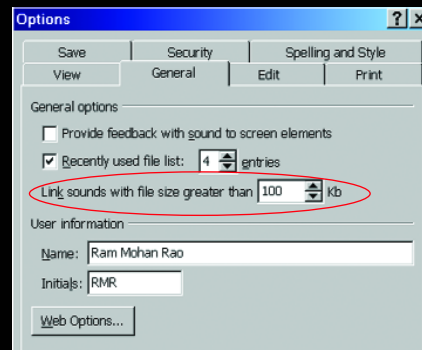 Options
Save Security Spelling and Style
View General Edit Print
General options
Provide feedback with sound to screen elements
Recently used file list: 4 entries
Link sounds with file size greater than 100 Kb
User information
Name: Ram Mohan Rao
Initials: RMR
Web Options...